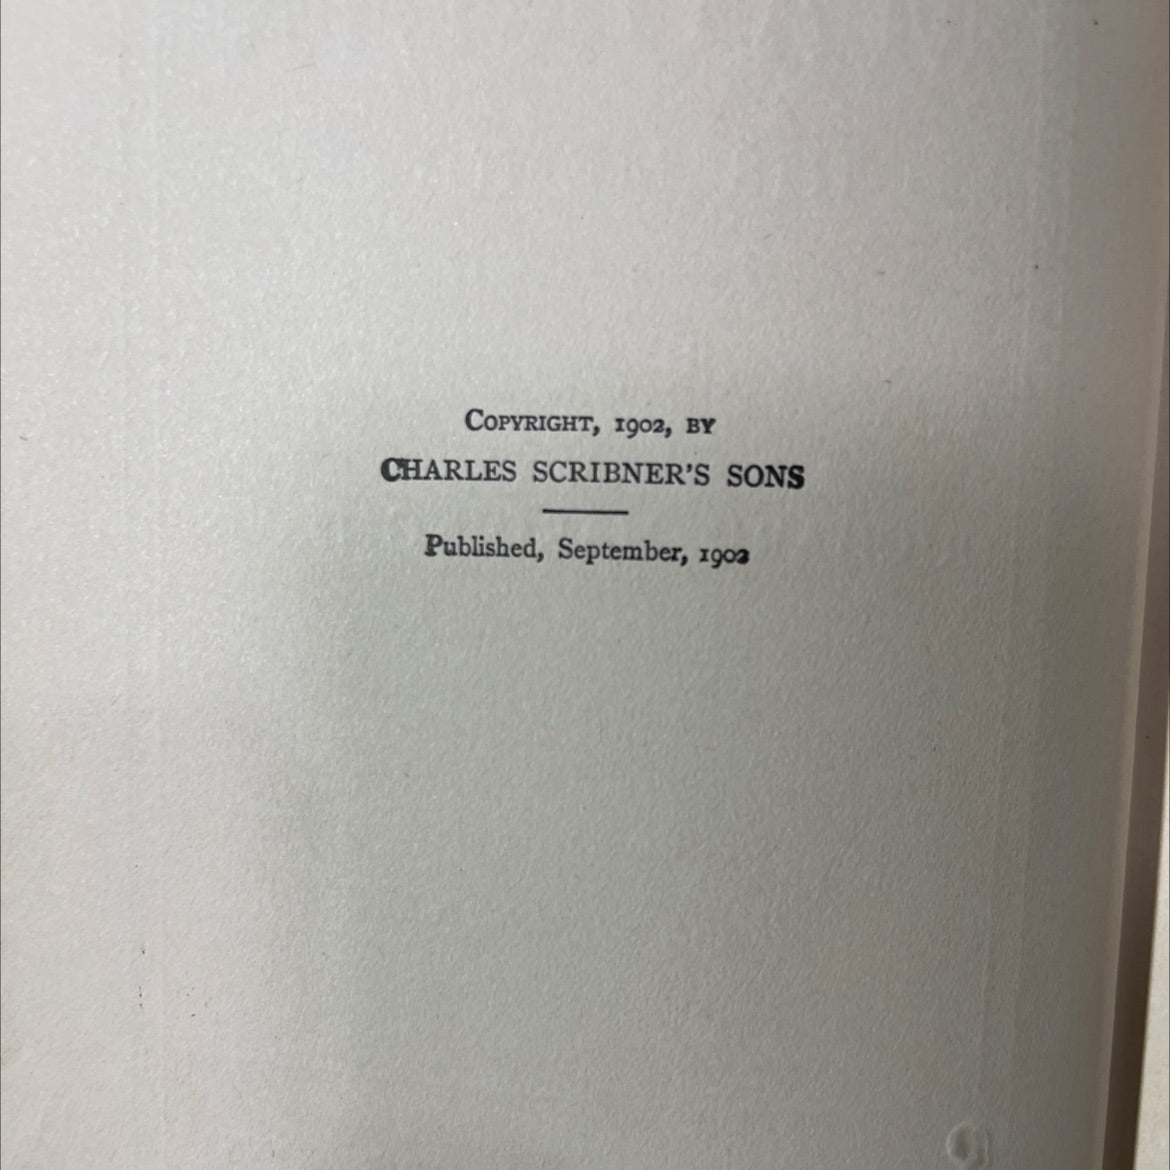 Copyright, 1902, by
CHARLES SCRIBNER'S SONS
Published, September, 1902